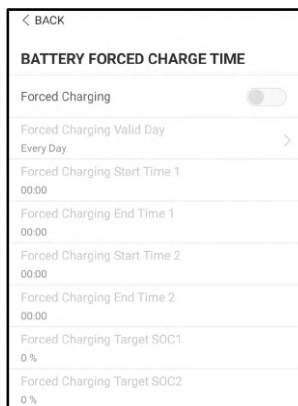 < BACK
BATTERY FORCED CHARGE TIME
Forced Charging
Forced Charging Valid Day
Every Day
Forced Charging Start Time 1
00:00
Forced Charging End Time 1
00:00
Forced Charging Start Time 2
00:00
Forced Charging End Time 2
00:00
Forced Charging Target SOC1
0 %
Forced Charging Target SOC2
0 %